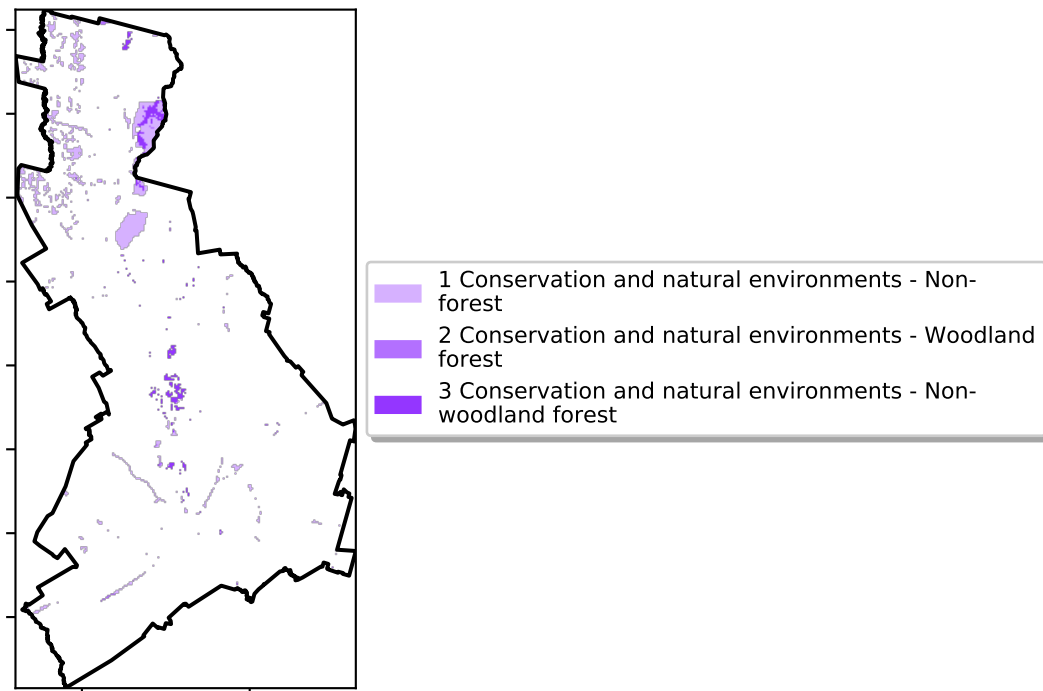 1 Conservation and natural environments - Non-
forest
2 Conservation and natural environments - Woodland
forest
3 Conservation and natural environments - Non-
woodland forest